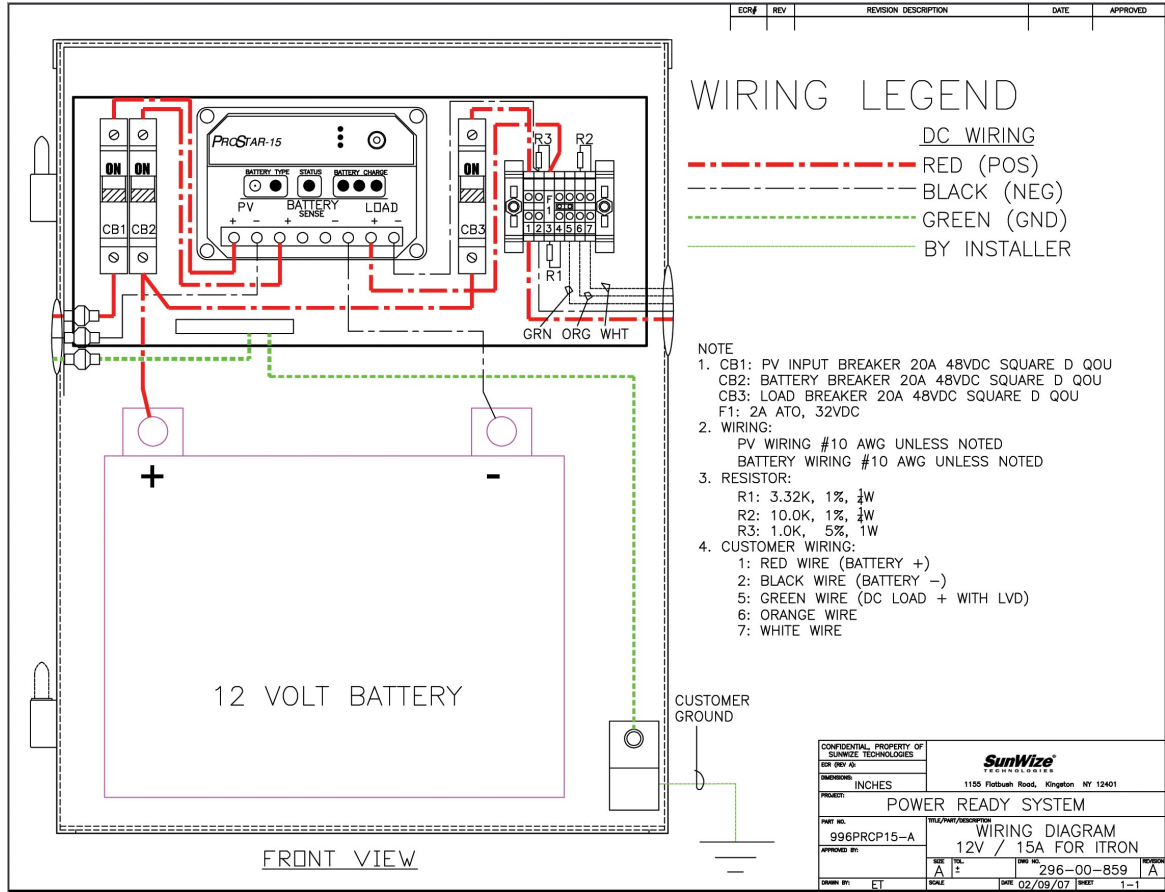 ECR# REV REVISION DESCRIPTION DATE APPROVED
WIRING LEGEND
DC WIRING
RED (POS)
BLACK (NEG)
GREEN (GND)
BY INSTALLER
PROSTAR-15
BATTERY TYPE STATUS BATTERY CHARGE
PV BATTERY LOAD
SENSE
+ - + - + -
ON ON ON
CB1 CB2 CB3
R3 R2
F
1
1 2 3 4 5 6 7
R1
GRN ORG WHT
NOTE
1. CB1: PV INPUT BREAKER 20A 48VDC SQUARE D QOU
CB2: BATTERY BREAKER 20A 48VDC SQUARE D QOU
CB3: LOAD BREAKER 20A 48VDC SQUARE D QOU
F1: 2A ATO, 32VDC
2. WIRING:
PV WIRING #10 AWG UNLESS NOTED
BATTERY WIRING #10 AWG UNLESS NOTED
3. RESISTOR:
R1: 3.32K, 1%, ¼W
R2: 10.0K, 1%, ¼W
R3: 1.0K, 5%, 1W
4. CUSTOMER WIRING:
1: RED WIRE (BATTERY +)
2: BLACK WIRE (BATTERY -)
5: GREEN WIRE (DC LOAD + WITH LVD)
6: ORANGE WIRE
7: WHITE WIRE
+ -
12 VOLT BATTERY
CUSTOMER
GROUND
FRONT VIEW
CONFIDENTIAL, PROPERTY OF
SUNWIZE TECHNOLOGIES
ECR (REV A):
DIMENSIONS:
INCHES
SunWize®
TECHNOLOGIES
1155 Flatbush Road, Kingston NY 12401
PROJECT:
POWER READY SYSTEM
PART NO.
996PRCP15-A
TITLE/PART/DESCRIPTION
WIRING DIAGRAM
12V / 15A FOR ITRON
APPROVED BY:
SIZE A TOL. ± DWG NO. 296-00-859 REVISION A
DRAWN BY: ET SCALE DATE 02/09/07 SHEET 1-1